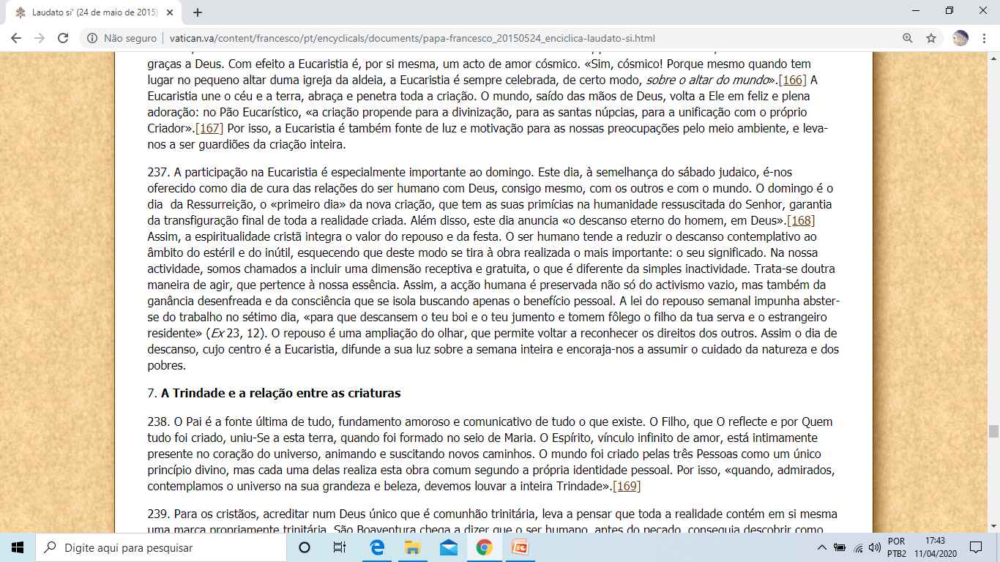 Laudato si' (24 de maio de 2015)
Não seguro
vatican.va/content/francesco/pt/encyclicals/documents/papa-francesco_20150524_enciclica-laudato-si.html
graças a Deus. Com efeito a Eucaristia é, por si mesma, um acto de amor cósmico. «Sim, cósmico! Porque mesmo quando tem
lugar no pequeno altar duma igreja da aldeia, a Eucaristia é sempre celebrada, de certo modo, sobre o altar do mundo».[166] A
Eucaristia une o céu e a terra, abraça e penetra toda a criação. O mundo, saído das mãos de Deus, volta a Ele em feliz e plena
adoração: no Pão Eucarístico, «a criação propende para a divinização, para as santas núpcias, para a unificação com o próprio
Criador».[167] Por isso, a Eucaristia é também fonte de luz e motivação para as nossas preocupações pelo meio ambiente, e leva-
nos a ser guardiões da criação inteira.
237. A participação na Eucaristia é especialmente importante ao domingo. Este dia, à semelhança do sábado judaico, é-nos
oferecido como dia de cura das relações do ser humano com Deus, consigo mesmo, com os outros e com o mundo. O domingo é o
dia  da Ressurreição, o «primeiro dia» da nova criação, que tem as suas primícias na humanidade ressuscitada do Senhor, garantia
da transfiguração final de toda a realidade criada. Além disso, este dia anuncia «o descanso eterno do homem, em Deus».[168]
Assim, a espiritualidade cristã integra o valor do repouso e da festa. O ser humano tende a reduzir o descanso contemplativo ao
âmbito do estéril e do inútil, esquecendo que deste modo se tira à obra realizada o mais importante: o seu significado. Na nossa
actividade, somos chamados a incluir uma dimensão receptiva e gratuita, o que é diferente da simples inactividade. Trata-se doutra
maneira de agir, que pertence à nossa essência. Assim, a acção humana é preservada não só do activismo vazio, mas também da
ganância desenfreada e da consciência que se isola buscando apenas o benefício pessoal. A lei do repouso semanal impunha abster-
se do trabalho no sétimo dia, «para que descansem o teu boi e o teu jumento e tomem fôlego o filho da tua serva e o estrangeiro
residente» (Ex 23, 12). O repouso é uma ampliação do olhar, que permite voltar a reconhecer os direitos dos outros. Assim o dia de
descanso, cujo centro é a Eucaristia, difunde a sua luz sobre a semana inteira e encoraja-nos a assumir o cuidado da natureza e dos
pobres.
7. A Trindade e a relação entre as criaturas
238. O Pai é a fonte última de tudo, fundamento amoroso e comunicativo de tudo o que existe. O Filho, que O reflecte e por Quem
tudo foi criado, uniu-Se a esta terra, quando foi formado no seio de Maria. O Espírito, vínculo infinito de amor, está intimamente
presente no coração do universo, animando e suscitando novos caminhos. O mundo foi criado pelas três Pessoas como um único
princípio divino, mas cada uma delas realiza esta obra comum segundo a própria identidade pessoal. Por isso, «quando, admirados,
contemplamos o universo na sua grandeza e beleza, devemos louvar a inteira Trindade».[169]
239. Para os cristãos, acreditar num Deus único que é comunhão trinitária, leva a pensar que toda a realidade contém em si mesma
uma marca propriamente trinitária. São Boaventura chega a dizer que o ser humano, antes do pecado, conseguia descobrir como
Digite aqui para pesquisar
POR
PTB2
17:43
11/04/2020